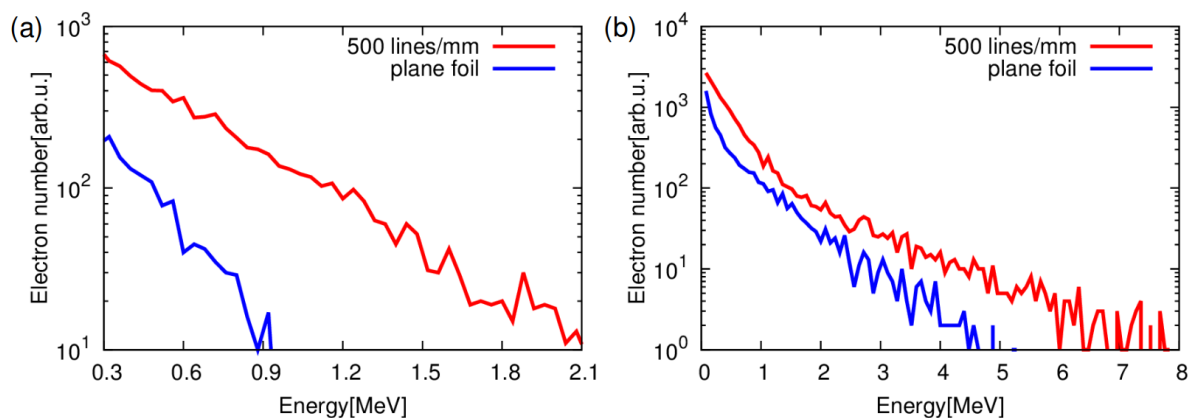 (a)
500 lines/mm
plane foil
Electron number[arb.u.]
10³
10²
10¹
0.3 0.6 0.9 1.2 1.5 1.8 2.1
Energy[MeV]
(b)
500 lines/mm
plane foil
Electron number[arb.u.]
10⁴
10³
10²
10¹
10⁰
0 1 2 3 4 5 6 7 8
Energy[MeV]